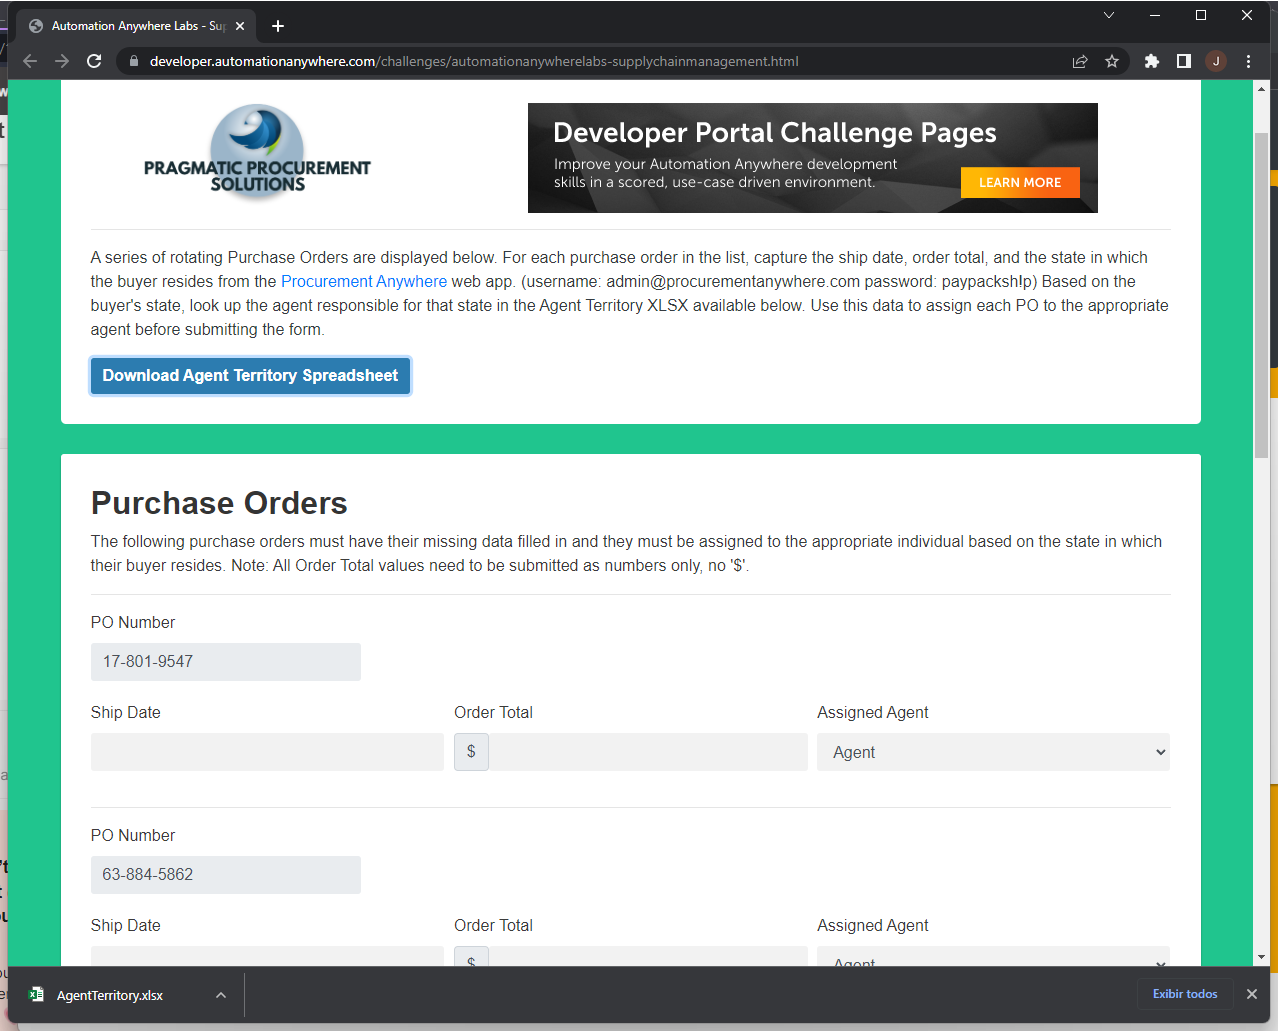 Automation Anywhere Labs - Sup
developer.automationanywhere.com/challenges/automationanywherelabs-supplychainmanagement.html
J
PRAGMATIC PROCUREMENT
SOLUTIONS
Developer Portal Challenge Pages
Improve your Automation Anywhere development
skills in a scored, use-case driven environment.
LEARN MORE
A series of rotating Purchase Orders are displayed below. For each purchase order in the list, capture the ship date, order total, and the state in which
the buyer resides from the Procurement Anywhere web app. (username: admin@procurementanywhere.com password: paypacksh!p) Based on the
buyer's state, look up the agent responsible for that state in the Agent Territory XLSX available below. Use this data to assign each PO to the appropriate
agent before submitting the form.
Download Agent Territory Spreadsheet
Purchase Orders
The following purchase orders must have their missing data filled in and they must be assigned to the appropriate individual based on the state in which
their buyer resides. Note: All Order Total values need to be submitted as numbers only, no '$'.
PO Number
17-801-9547
Ship Date Order Total Assigned Agent
$ Agent
PO Number
63-884-5862
Ship Date Order Total Assigned Agent
$ Agent
AgentTerritory.xlsx
Exibir todos